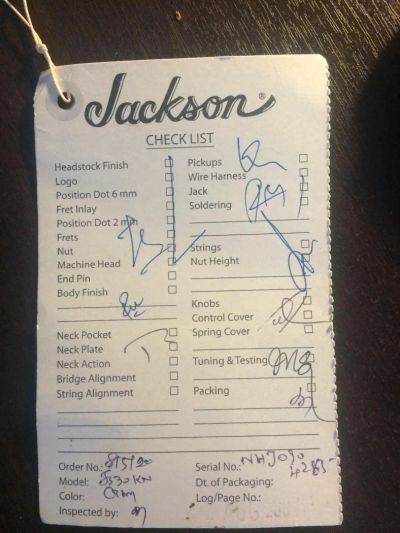 Jackson®
CHECK LIST
Headstock Finish
Logo
Position Dot 6 mm
Fret Inlay
Position Dot 2 mm
Frets
Nut
Machine Head
End Pin
Body Finish
Neck Pocket
Neck Plate
Neck Action
Bridge Alignment
String Alignment
Pickups
Wire Harness
Jack
Soldering
Strings
Nut Height
Knobs
Control Cover
Spring Cover
Tuning & Testing
Packing
Order No.:
Model: JS30KV
Color:
Inspected by:
Serial No.:
Dt. of Packaging:
Log/Page No.: